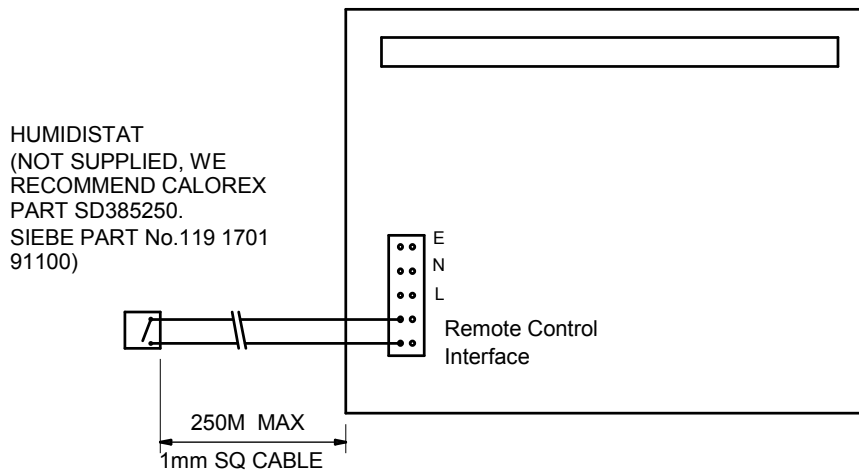 HUMIDISTAT
(NOT SUPPLIED, WE
RECOMMEND CALOREX
PART SD385250.
SIEBE PART No.119 1701
91100)
E
N
L
Remote Control
Interface
250M MAX
1mm SQ CABLE